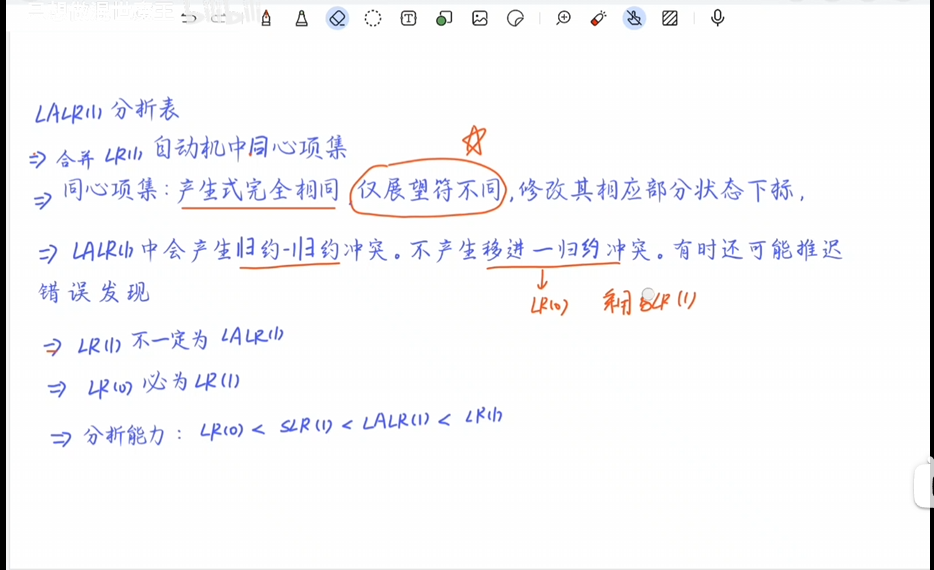 LALR(1) 分析表
⇒ 合并 LR(1) 自动机中同心项集
⇒ 同心项集: 产生式完全相同 仅展望符不同, 修改其相应部分状态下标,
⇒ LALR(1) 中会产生归约-归约冲突。不产生移进-归约冲突。有时还可能推迟
错误发现
LR(0) 利用 SLR(1)
⇒ LR(1) 不一定为 LALR(1)
⇒ LR(0) 必为 LR(1)
⇒ 分析能力: LR(0) < SLR(1) < LALR(1) < LR(1)